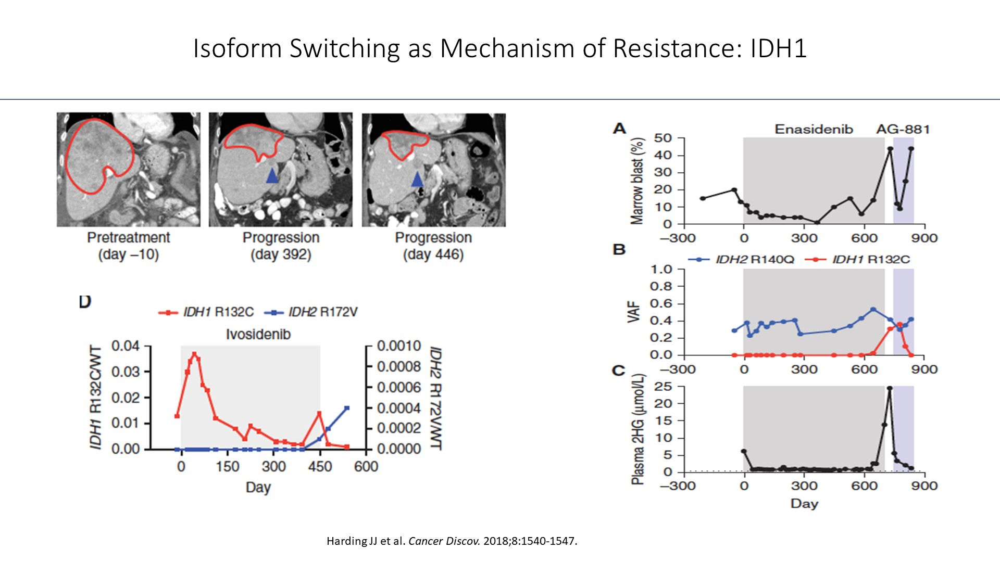 Isoform Switching as Mechanism of Resistance: IDH1
Pretreatment
(day –10)
Progression
(day 392)
Progression
(day 446)
D
IDH1 R132C
IDH2 R172V
Ivosidenib
IDH1 R132C/WT
0.04
0.03
0.02
0.01
0.00
0.0010
0.0008
0.0006
0.0004
0.0002
0.0000
IDH2 R172V/WT
0 150 300 450 600
Day
A
Enasidenib AG-881
Marrow blast (%)
50
40
30
20
10
0
–300 0 300 600 900
B
IDH2 R140Q IDH1 R132C
VAF
1.0
0.8
0.6
0.4
0.2
0.0
–300 0 300 600 900
C
Plasma 2HG (µmol/L)
25
20
15
10
5
0
–300 0 300 600 900
Day
Harding JJ et al. Cancer Discov. 2018;8:1540-1547.